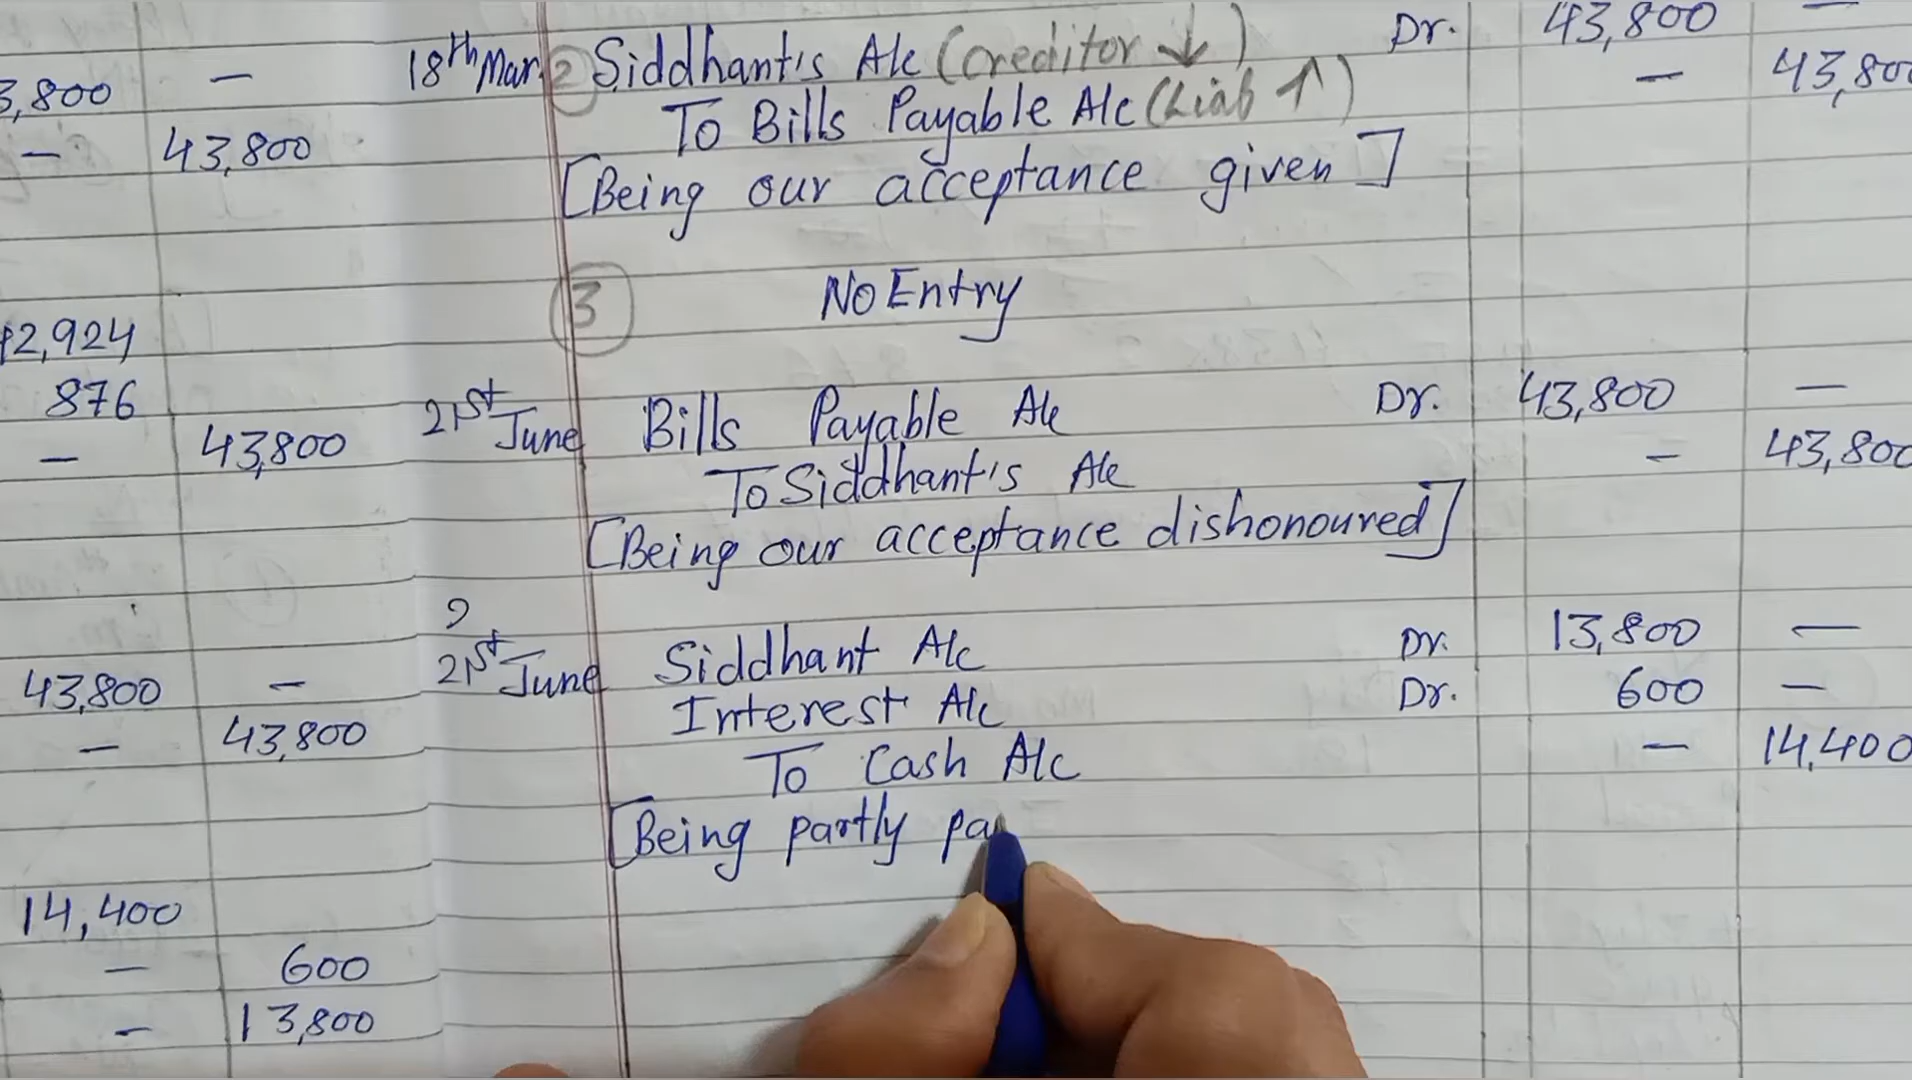 18th Mar 2 Siddhant's A/c (Creditor ↓) Dr. 43,800 —
3,800 — To Bills Payable A/c (Liab ↑) — 43,800
— 43,800 [Being our acceptance given]
3 No Entry
42,924
876 21st June Bills Payable A/c Dr. 43,800 —
— 43,800 To Siddhant's A/c — 43,800
[Being our acceptance dishonoured]
43,800 — 21st June Siddhant A/c Dr. 13,800 —
— 43,800 Interest A/c Dr. 600 —
To Cash A/c — 14,400
[Being partly pa
14,400
— 600
— 13,800